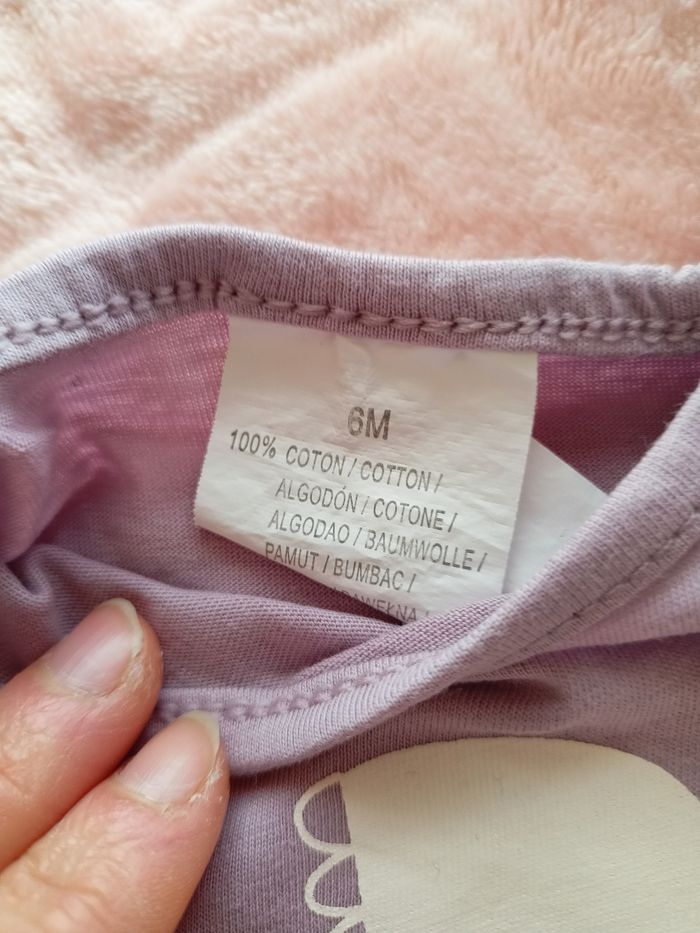 6M
100% COTON / COTTON /
ALGODÓN / COTONE /
ALGODAO / BAUMWOLLE /
PAMUT / BUMBAC /